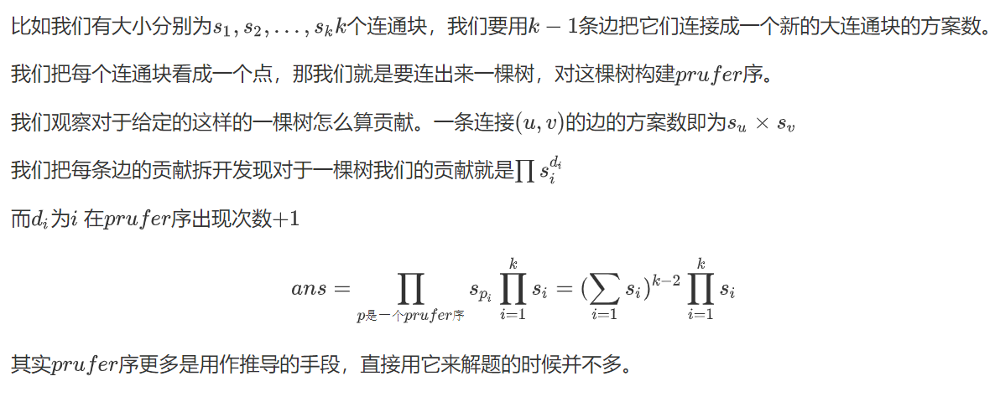 比如我们有大小分别为$s_1, s_2, \ldots, s_k k$个连通块，我们要用$k-1$条边把它们连接成一个新的大连通块的方案数。
我们把每个连通块看成一个点，那我们就是要连出来一棵树，对这棵树构建$prufer$序。
我们观察对于给定的这样的一棵树怎么算贡献。一条连接$(u, v)$的边的方案数即为$s_u \times s_v$
我们把每条边的贡献拆开发现对于一棵树我们的贡献就是$\prod s_i^{d_i}$
而$d_i$为$i$ 在$prufer$序出现次数$+1$
$ans = \prod_{p是一个prufer序} s_{p_i} \prod_{i=1}^{k} s_i = (\sum_{i=1} s_i)^{k-2} \prod_{i=1}^{k} s_i$
其实$prufer$序更多是用作推导的手段，直接用它来解题的时候并不多。